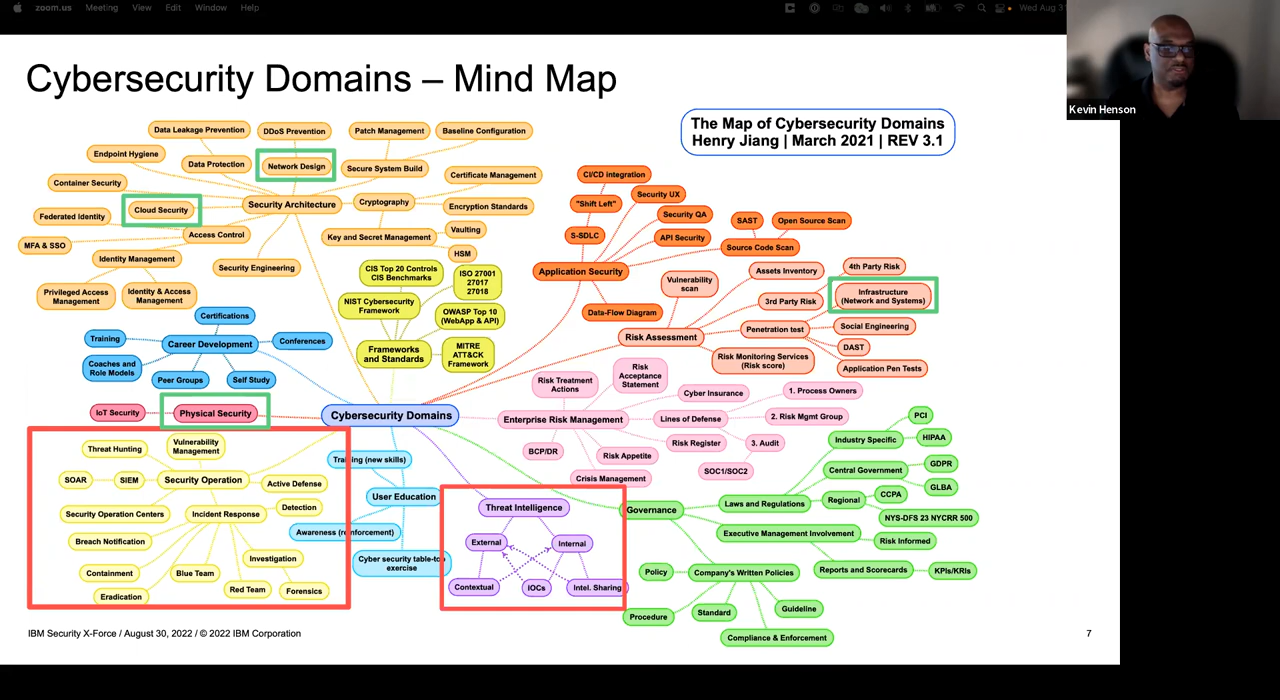 zoom.us Meeting View Edit Window Help
Wed Aug 31
Kevin Henson
Cybersecurity Domains – Mind Map
The Map of Cybersecurity Domains
Henry Jiang | March 2021 | REV 3.1
Data Leakage Prevention
DDoS Prevention
Patch Management
Baseline Configuration
Endpoint Hygiene
Data Protection
Network Design
Secure System Build
Container Security
Certificate Management
Cloud Security
Security Architecture
Cryptography
Encryption Standards
Federated Identity
Access Control
Key and Secret Management
Vaulting
MFA & SSO
HSM
Identity Management
Security Engineering
Privileged Access
Management
Identity & Access
Management
CI/CD integration
Security UX
"Shift Left"
Security QA
S-SDLC
API Security
SAST
Open Source Scan
Source Code Scan
Application Security
Data-Flow Diagram
CIS Top 20 Controls
CIS Benchmarks
ISO 27001
27017
27018
NIST Cybersecurity
Framework
OWASP Top 10
(WebApp & API)
Frameworks
and Standards
MITRE
ATT&CK
Framework
Vulnerability
scan
Assets Inventory
4th Party Risk
3rd Party Risk
Infrastructure
(Network and Systems)
Risk Assessment
Penetration test
Social Engineering
DAST
Risk Monitoring Services
(Risk score)
Application Pen Tests
Certifications
Training
Career Development
Conferences
Coaches and
Role Models
Peer Groups
Self Study
IoT Security
Physical Security
Cybersecurity Domains
Risk Treatment
Actions
Risk
Acceptance
Statement
Cyber Insurance
1. Process Owners
Enterprise Risk Management
Lines of Defense
2. Risk Mgmt Group
Risk Register
3. Audit
BCP/DR
Risk Appetite
SOC1/SOC2
Crisis Management
Threat Hunting
Vulnerability
Management
SOAR
SIEM
Security Operation
Active Defense
Security Operation Centers
Incident Response
Detection
Breach Notification
Investigation
Containment
Blue Team
Eradication
Red Team
Forensics
Training (new skills)
User Education
Awareness (reinforcement)
Cyber security table-top
exercise
Threat Intelligence
External
Internal
Contextual
IOCs
Intel. Sharing
PCI
Industry Specific
HIPAA
Central Government
GDPR
GLBA
Governance
Laws and Regulations
Regional
CCPA
NYS-DFS 23 NYCRR 500
Executive Management Involvement
Risk Informed
Reports and Scorecards
KPIs/KRIs
Policy
Company's Written Policies
Procedure
Standard
Guideline
Compliance & Enforcement
IBM Security X-Force / August 30, 2022 / © 2022 IBM Corporation
7